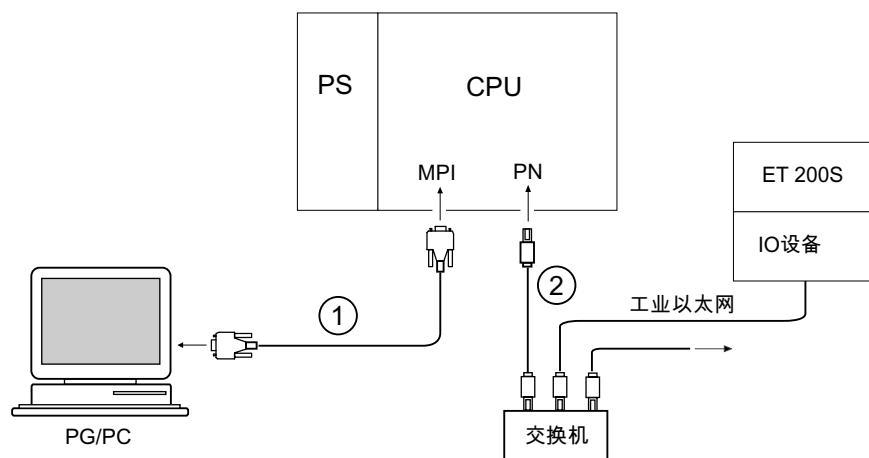 PS
CPU
MPI
PN
ET 200S
IO设备
①
②
工业以太网
交换机
PG/PC